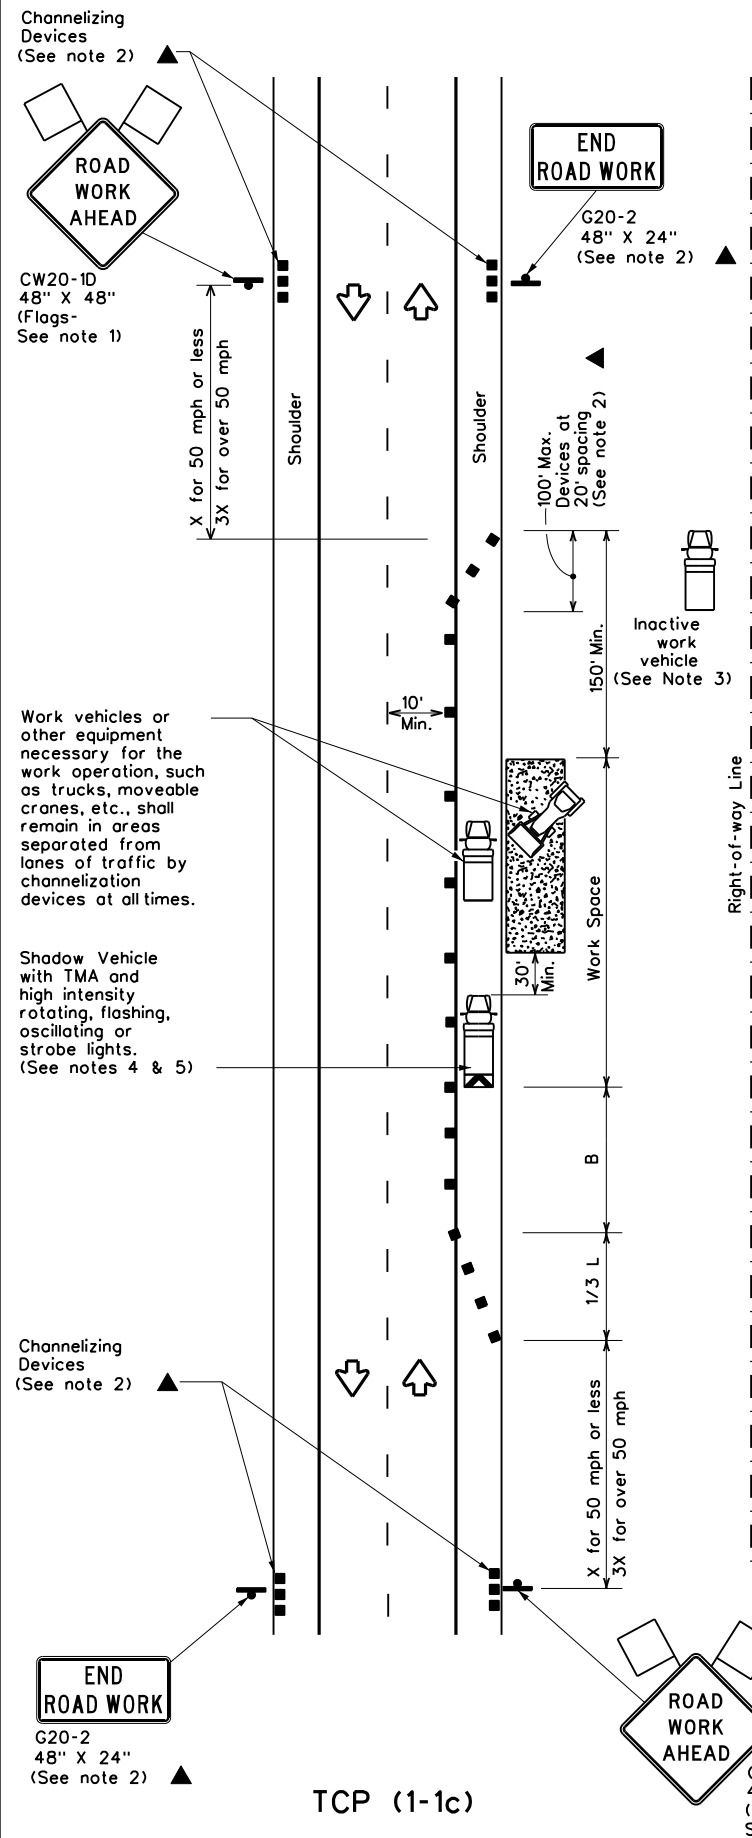 Channelizing
Devices
(See note 2)
ROAD
WORK
AHEAD
CW20-1D
48" X 48"
(Flags-
See note 1)
END
ROAD WORK
G20-2
48" X 24"
(See note 2)
X for 50 mph or less
3X for over 50 mph
Shoulder
Shoulder
100' Max.
Devices at
20' spacing
(See note 2)
150' Min.
Inactive
work
vehicle
(See Note 3)
10'
Min.
Work vehicles or
other equipment
necessary for the
work operation, such
as trucks, moveable
cranes, etc., shall
remain in areas
separated from
lanes of traffic by
channelization
devices at all times.
Right-of-way Line
Work Space
30'
Min.
Shadow Vehicle
with TMA and
high intensity
rotating, flashing,
oscillating or
strobe lights.
(See notes 4 & 5)
B
1/3 L
Channelizing
Devices
(See note 2)
X for 50 mph or less
3X for over 50 mph
END
ROAD WORK
G20-2
48" X 24"
(See note 2)
ROAD
WORK
AHEAD
TCP (1-1c)